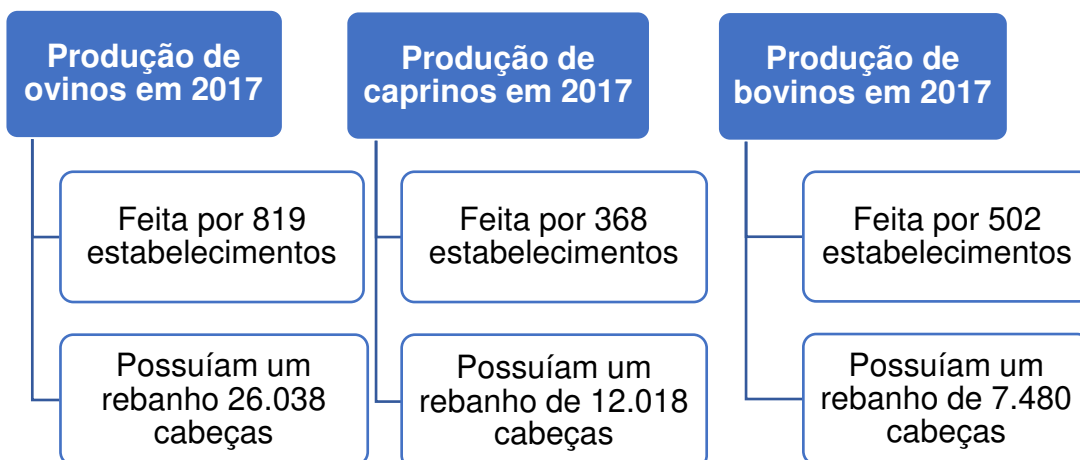 Produção de
ovinos em 2017
Feita por 819
estabelecimentos
Possuíam um
rebanho 26.038
cabeças
Produção de
caprinos em 2017
Feita por 368
estabelecimentos
Possuíam um
rebanho de 12.018
cabeças
Produção de
bovinos em 2017
Feita por 502
estabelecimentos
Possuíam um
rebanho de 7.480
cabeças